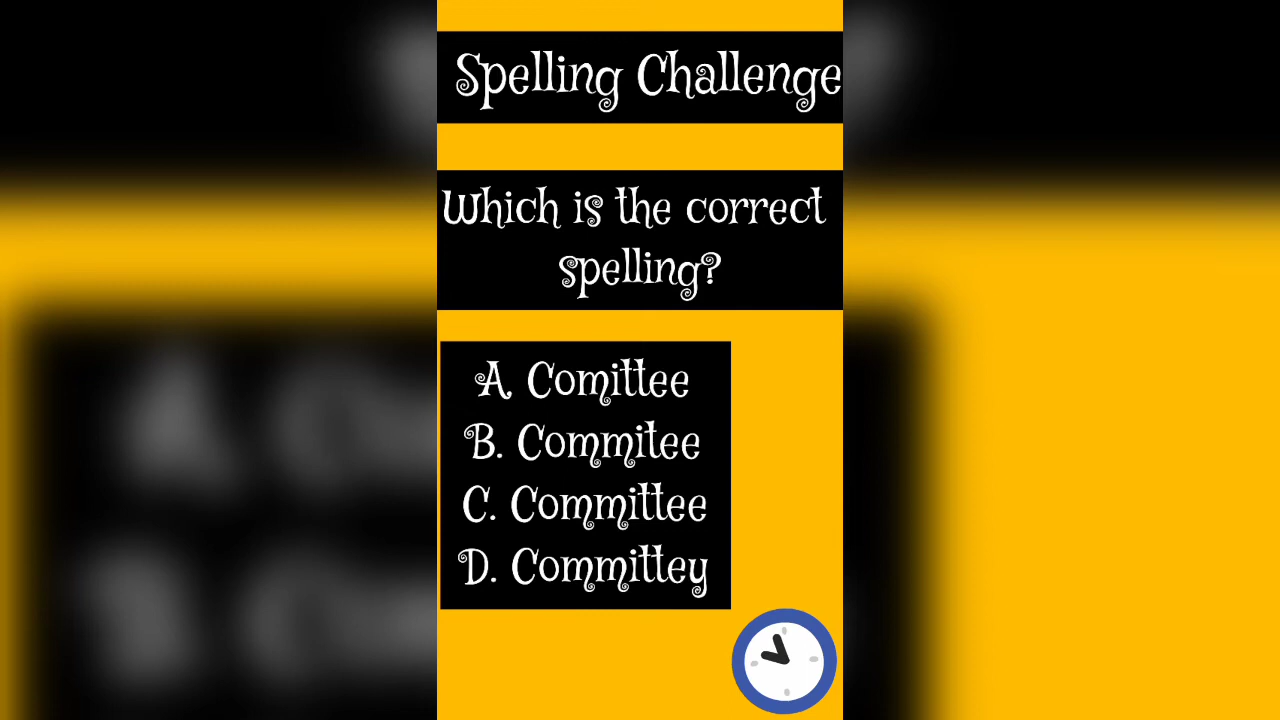 Spelling Challenge
Which is the correct
spelling?
A. Comittee
B. Commitee
C. Committee
D. Committey